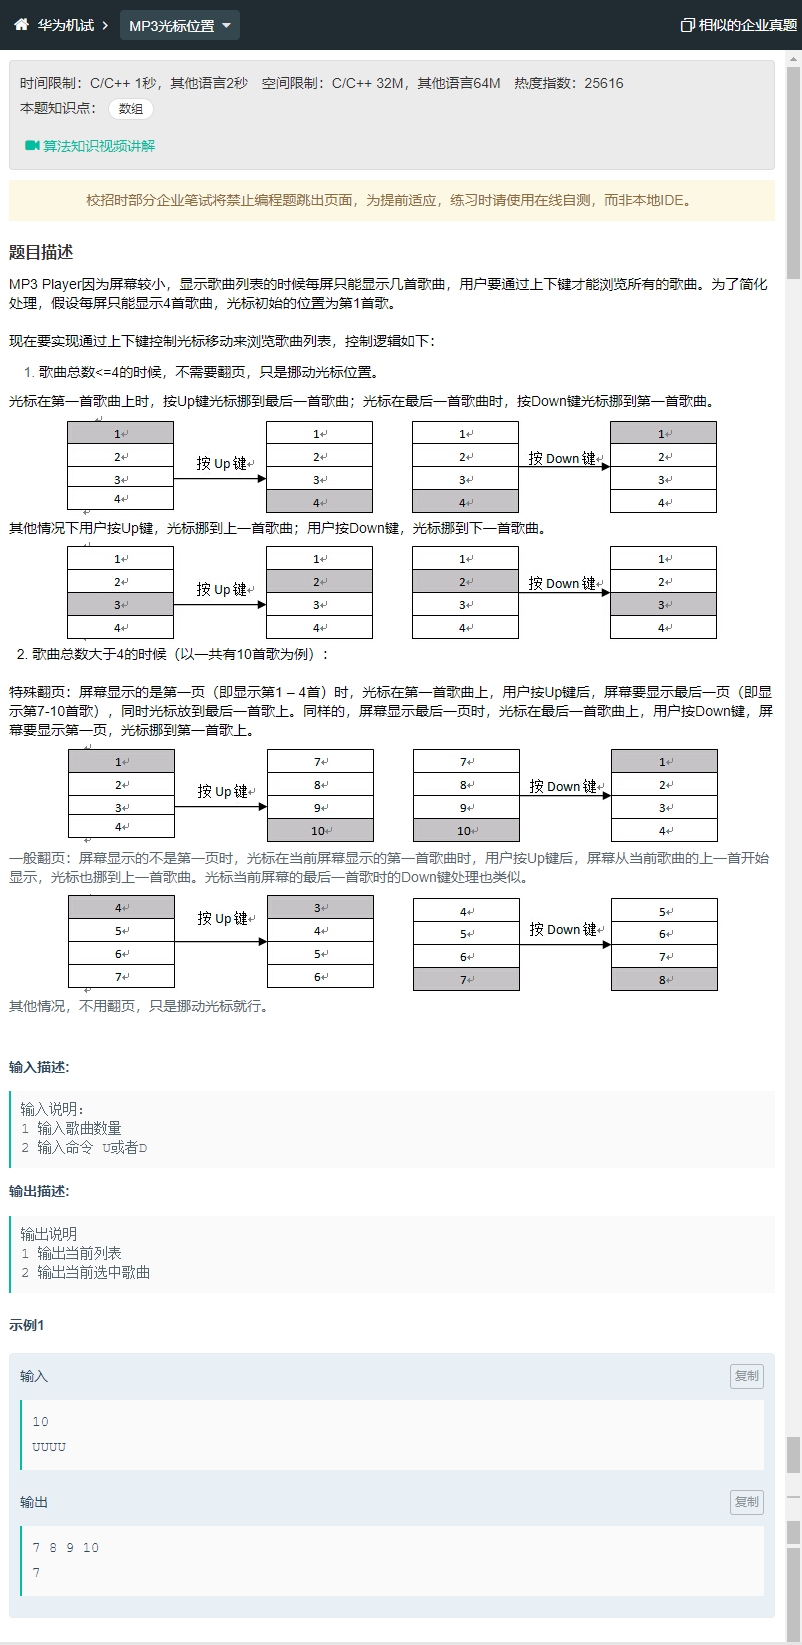 华为机试 > MP3光标位置 相似的企业真题
时间限制：C/C++ 1秒，其他语言2秒 空间限制：C/C++ 32M，其他语言64M 热度指数：25616
本题知识点： 数组
算法知识视频讲解
校招时部分企业笔试将禁止编程题跳出页面，为提前适应，练习时请使用在线自测，而非本地IDE。
题目描述
MP3 Player因为屏幕较小，显示歌曲列表的时候每屏只能显示几首歌曲，用户要通过上下键才能浏览所有的歌曲。为了简化
处理，假设每屏只能显示4首歌曲，光标初始的位置为第1首歌。
现在要实现通过上下键控制光标移动来浏览歌曲列表，控制逻辑如下：
1. 歌曲总数<=4的时候，不需要翻页，只是挪动光标位置。
光标在第一首歌曲上时，按Up键光标挪到最后一首歌曲；光标在最后一首歌曲时，按Down键光标挪到第一首歌曲。
1 1 1 1
2 按 Up 键 2 2 按 Down 键 2
3 3 3 3
4 4 4 4
其他情况下用户按Up键，光标挪到上一首歌曲；用户按Down键，光标挪到下一首歌曲。
1 1 1 1
2 按 Up 键 2 2 按 Down 键 2
3 3 3 3
4 4 4 4
2. 歌曲总数大于4的时候（以一共有10首歌为例）：
特殊翻页：屏幕显示的是第一页（即显示第1 – 4首）时，光标在第一首歌曲上，用户按Up键后，屏幕要显示最后一页（即显
示第7-10首歌），同时光标放到最后一首歌上。同样的，屏幕显示最后一页时，光标在最后一首歌曲上，用户按Down键，屏
幕要显示第一页，光标挪到第一首歌上。
1 7 7 1
2 按 Up 键 8 8 按 Down 键 2
3 9 9 3
4 10 10 4
一般翻页：屏幕显示的不是第一页时，光标在当前屏幕显示的第一首歌曲时，用户按Up键后，屏幕从当前歌曲的上一首开始
显示，光标也挪到上一首歌曲。光标当前屏幕的最后一首歌时的Down键处理也类似。
4 3 4 5
5 按 Up 键 4 5 按 Down 键 6
6 5 6 7
7 6 7 8
其他情况，不用翻页，只是挪动光标就行。
输入描述:
输入说明：
1 输入歌曲数量
2 输入命令 U或者D
输出描述:
输出说明
1 输出当前列表
2 输出当前选中歌曲
示例1
输入 复制
10
UUUU
输出 复制
7 8 9 10
7